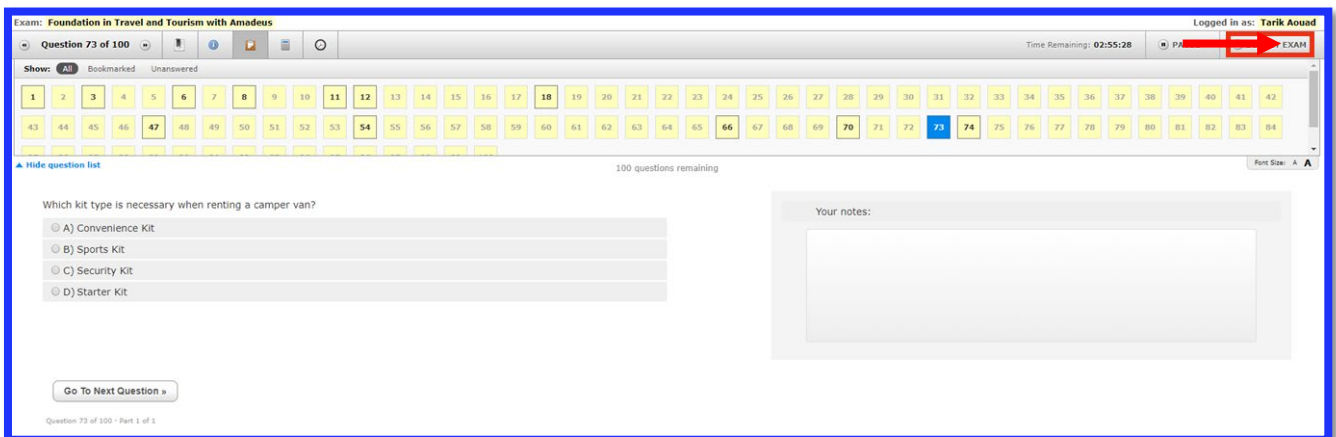 Exam: Foundation in Travel and Tourism with Amadeus Logged in as: Tarik Aouad
Question 73 of 100 Time Remaining: 02:55:28 EXAM
Show: All Bookmarked Unanswered
1 2 3 4 5 6 7 8 9 10 11 12 13 14 15 16 17 18 19 20 21 22 23 24 25 26 27 28 29 30 31 32 33 34 35 36 37 38 39 40 41 42
43 44 45 46 47 48 49 50 51 52 53 54 55 56 57 58 59 60 61 62 63 64 65 66 67 68 69 70 71 72 73 74 75 76 77 78 79 80 81 82 83 84
Hide question list 100 questions remaining Font Size: A A
Which kit type is necessary when renting a camper van?
A) Convenience Kit
B) Sports Kit
C) Security Kit
D) Starter Kit
Your notes:
Go To Next Question »
Question 73 of 100 - Part 1 of 1